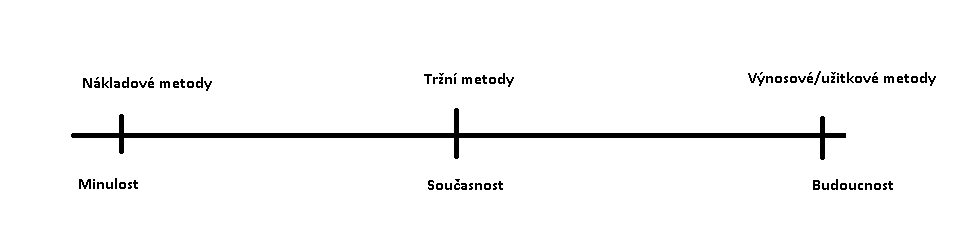 Nákladové metody
Tržní metody
Výnosové/užitkové metody
Minulost
Současnost
Budoucnost